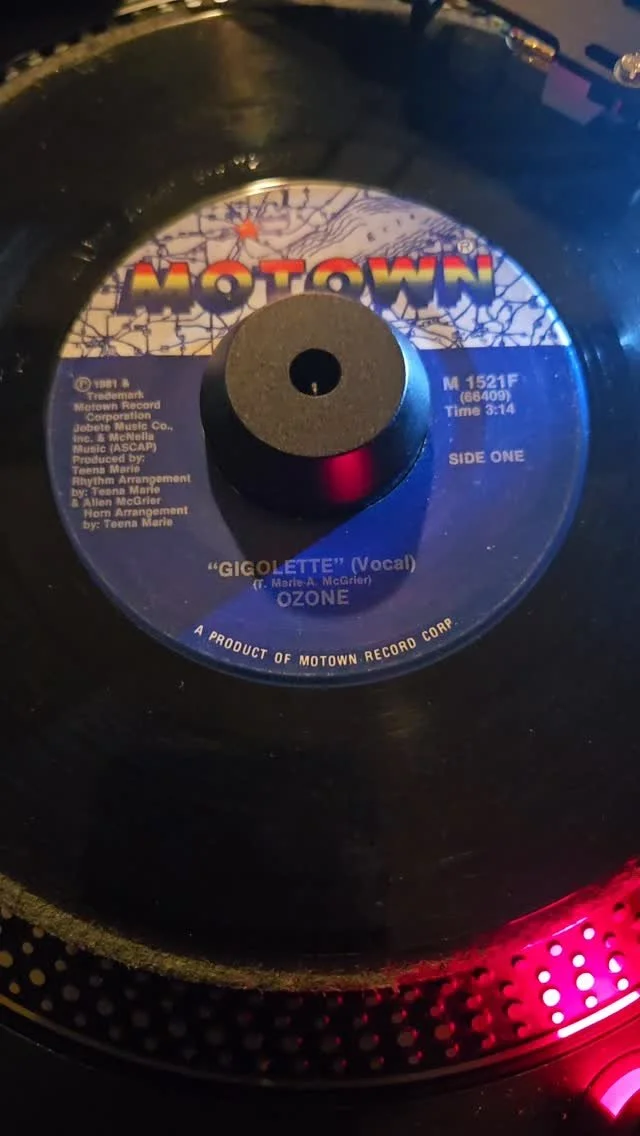 MOTOWN
®
Ⓟ 1981 &
Trademark
Motown Record
Corporation
Jobete Music Co.,
Inc. & McNella
Music (ASCAP)
Produced by:
Teena Marie
Rhythm Arrangement
by: Teena Marie
& Allen McGrier
Horn Arrangement
by: Teena Marie
M 1521F
(66409)
Time 3:14
SIDE ONE
"GIGOLETTE" (Vocal)
(T. Marie-A. McGrier)
OZONE
A PRODUCT OF MOTOWN RECORD CORP.